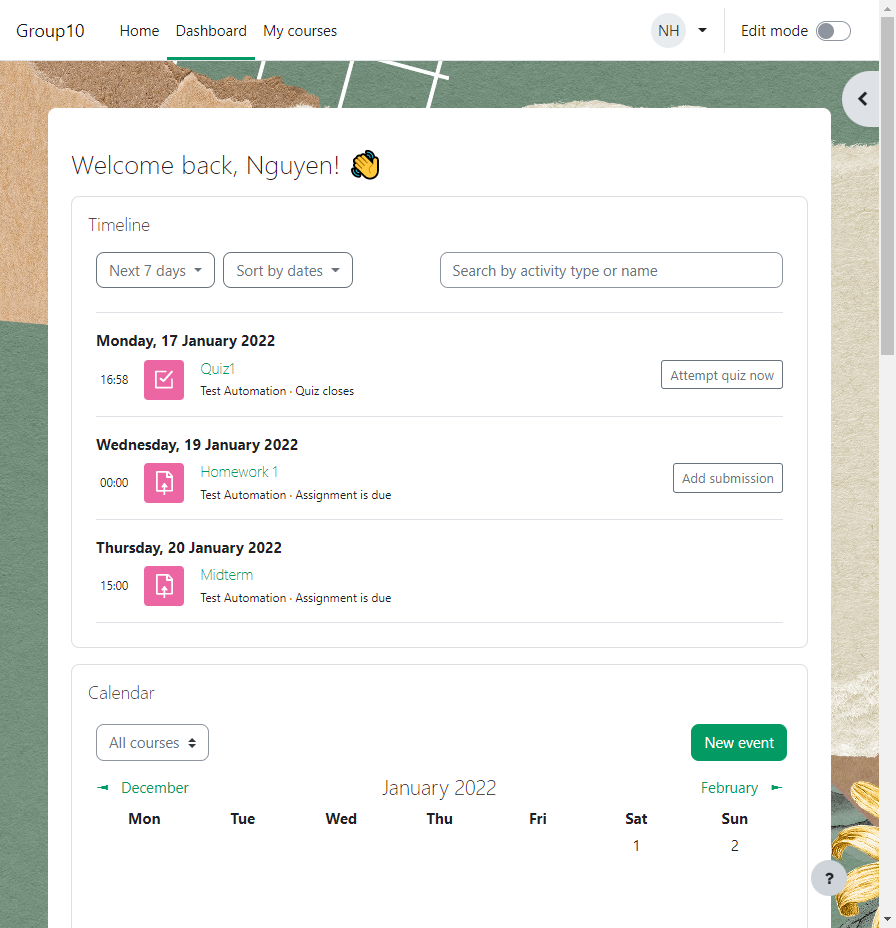 Group10 Home Dashboard My courses NH Edit mode
Welcome back, Nguyen! 👋
Timeline
Next 7 days Sort by dates Search by activity type or name
Monday, 17 January 2022
16:58 Quiz1 Attempt quiz now
Test Automation · Quiz closes
Wednesday, 19 January 2022
00:00 Homework 1 Add submission
Test Automation · Assignment is due
Thursday, 20 January 2022
15:00 Midterm
Test Automation · Assignment is due
Calendar
All courses New event
◄ December January 2022 February ►
Mon Tue Wed Thu Fri Sat Sun
1 2
?